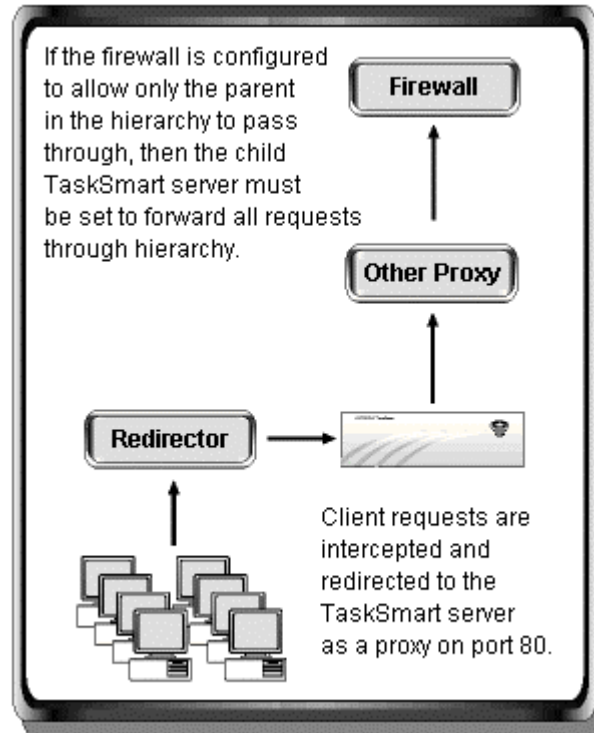 If the firewall is configured
to allow only the parent
in the hierarchy to pass
through, then the child
TaskSmart server must
be set to forward all requests
through hierarchy.
Firewall
Other Proxy
Redirector
Client requests are
intercepted and
redirected to the
TaskSmart server
as a proxy on port 80.